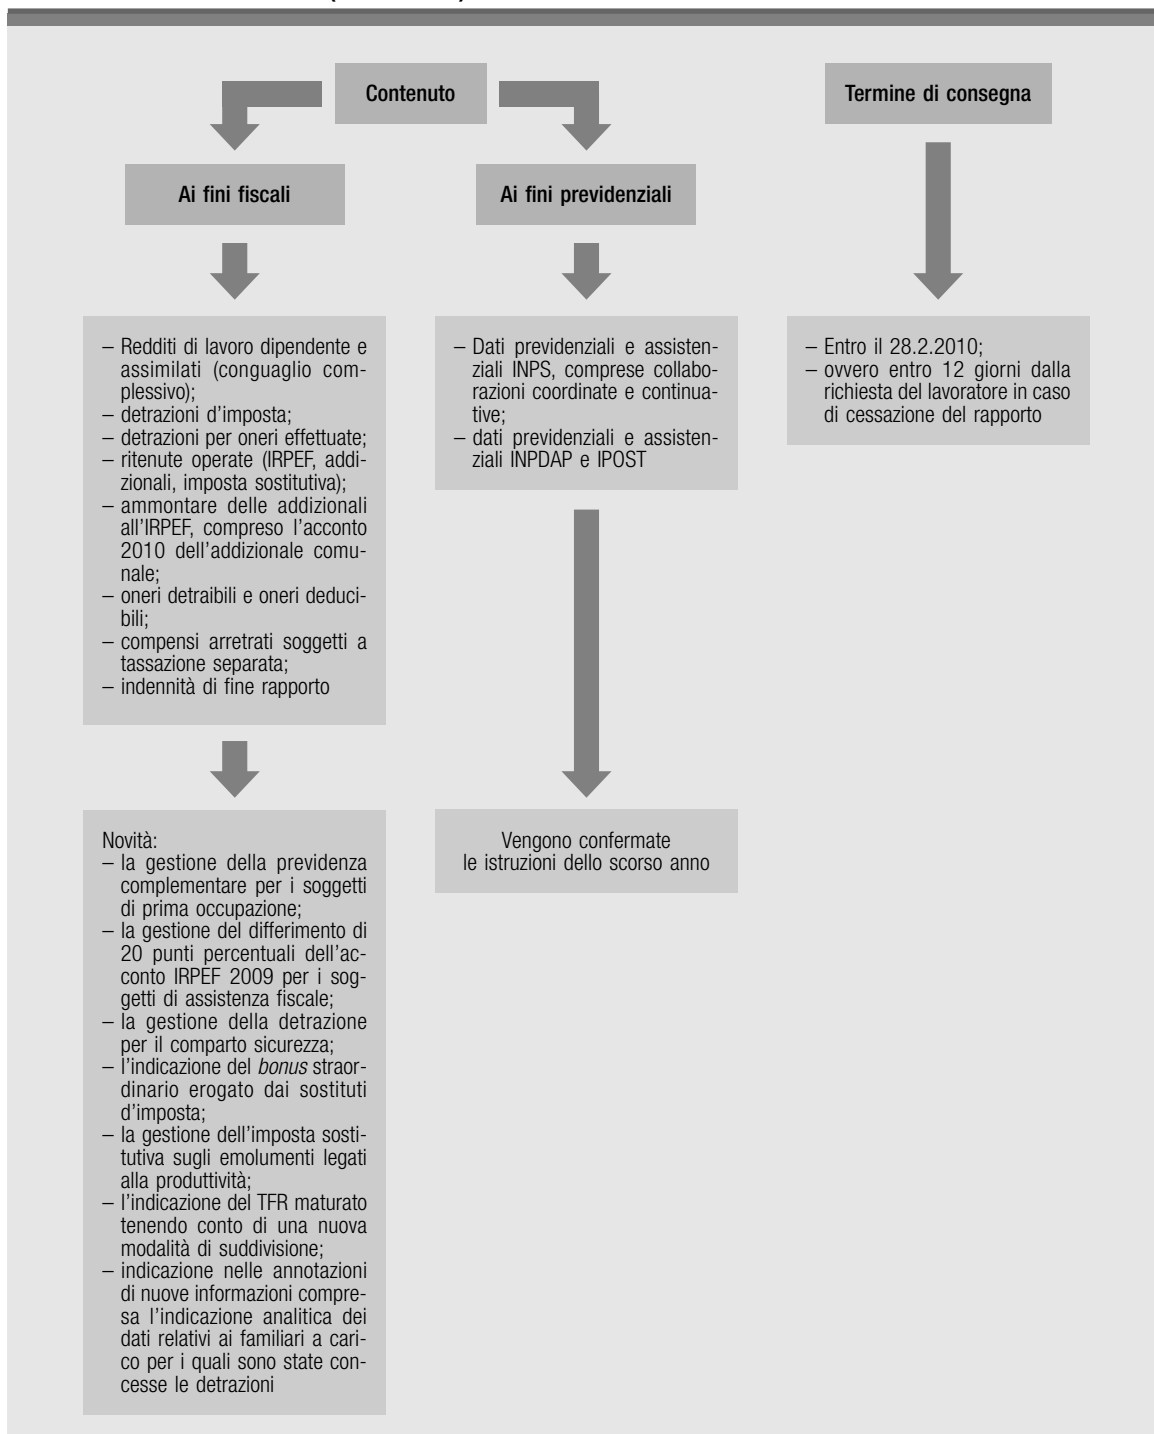 Contenuto
Termine di consegna
Ai fini fiscali
Ai fini previdenziali
– Redditi di lavoro dipendente e
assimilati (conguaglio com-
plessivo);
– detrazioni d’imposta;
– detrazioni per oneri effettuate;
– ritenute operate (IRPEF, addi-
zionali, imposta sostitutiva);
– ammontare delle addizionali
all’IRPEF, compreso l’acconto
2010 dell’addizionale comu-
nale;
– oneri detraibili e oneri deduci-
bili;
– compensi arretrati soggetti a
tassazione separata;
– indennità di fine rapporto
– Dati previdenziali e assisten-
ziali INPS, comprese collabo-
razioni coordinate e continua-
tive;
– dati previdenziali e assisten-
ziali INPDAP e IPOST
– Entro il 28.2.2010;
– ovvero entro 12 giorni dalla
richiesta del lavoratore in caso
di cessazione del rapporto
Novità:
– la gestione della previdenza
complementare per i soggetti
di prima occupazione;
– la gestione del differimento di
20 punti percentuali dell’ac-
conto IRPEF 2009 per i sog-
getti di assistenza fiscale;
– la gestione della detrazione
per il comparto sicurezza;
– l’indicazione del bonus straor-
dinario erogato dai sostituti
d’imposta;
– la gestione dell’imposta sosti-
tutiva sugli emolumenti legati
alla produttività;
– l’indicazione del TFR maturato
tenendo conto di una nuova
modalità di suddivisione;
– indicazione nelle annotazioni
di nuove informazioni compre-
sa l’indicazione analitica dei
dati relativi ai familiari a cari-
co per i quali sono state con-
cesse le detrazioni
Vengono confermate
le istruzioni dello scorso anno